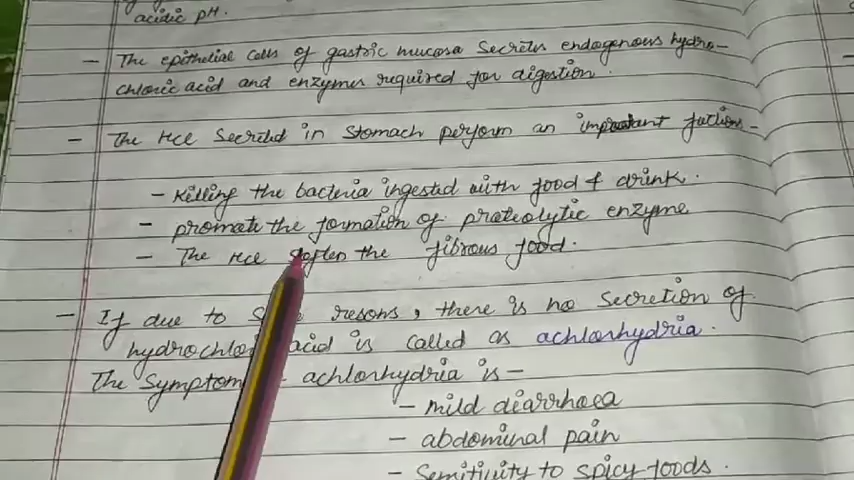 acidic pH.
- The epithelial cells of gastric mucosa secretes endogenous hydro-
chloric acid and enzymes required for digestion.
- The HCl Secreted in Stomach perform an important
- Killing the bacteria ingested with food & drink.
- promote the formation of proteolytic enzyme
- The HCl soften the fibrous food.
- If due to resons, there is no Secretion of
hydrochloric acid is called as achlorhydria.
The Symptom achlorhydria is -
- mild diarrhoea
- abdominal pain
- Sensitivity to spicy foods.